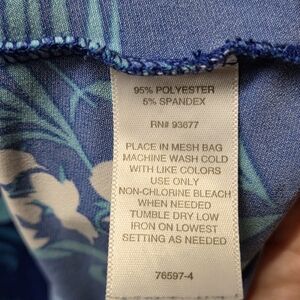 95% POLYESTER
5% SPANDEX
RN# 93677
PLACE IN MESH BAG
MACHINE WASH COLD
WITH LIKE COLORS
USE ONLY
NON-CHLORINE BLEACH
WHEN NEEDED
TUMBLE DRY LOW
IRON ON LOWEST
SETTING AS NEEDED
76597-4